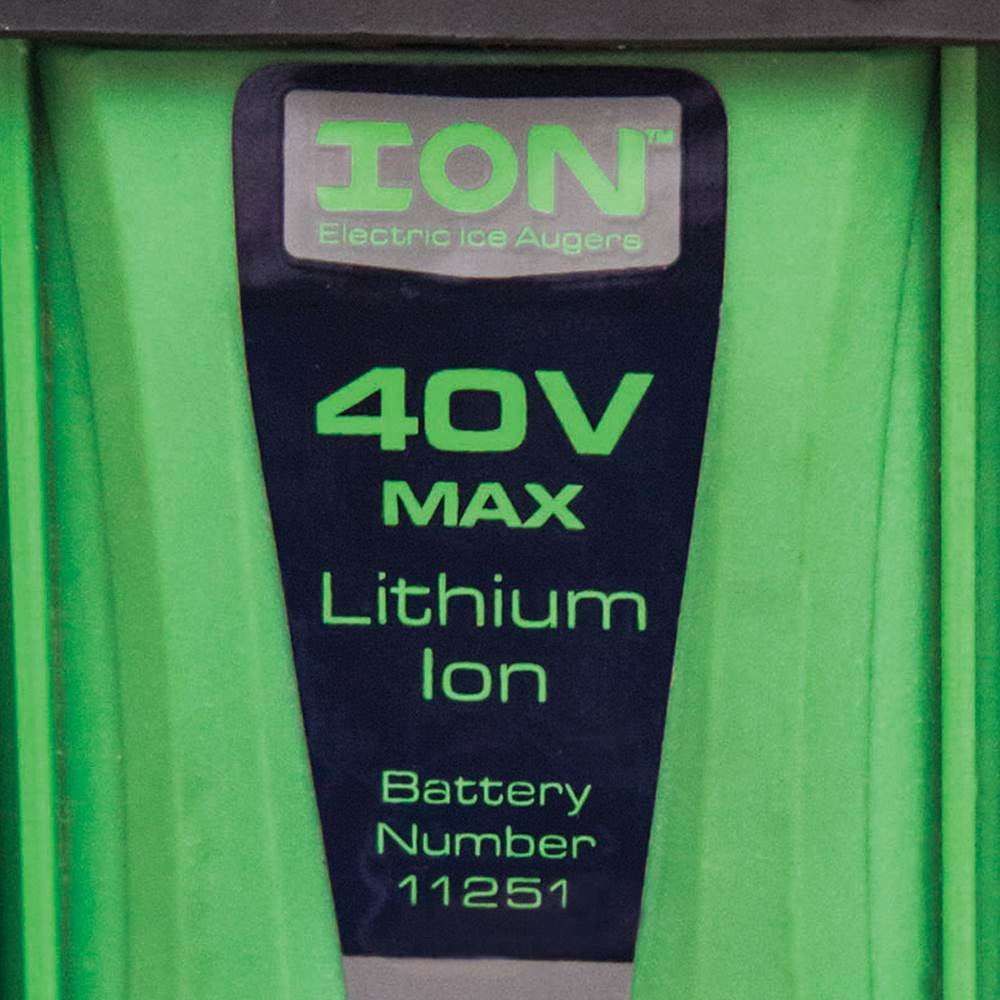 ION™
Electric Ice Augers
40V
MAX
Lithium
Ion
Battery
Number
11251